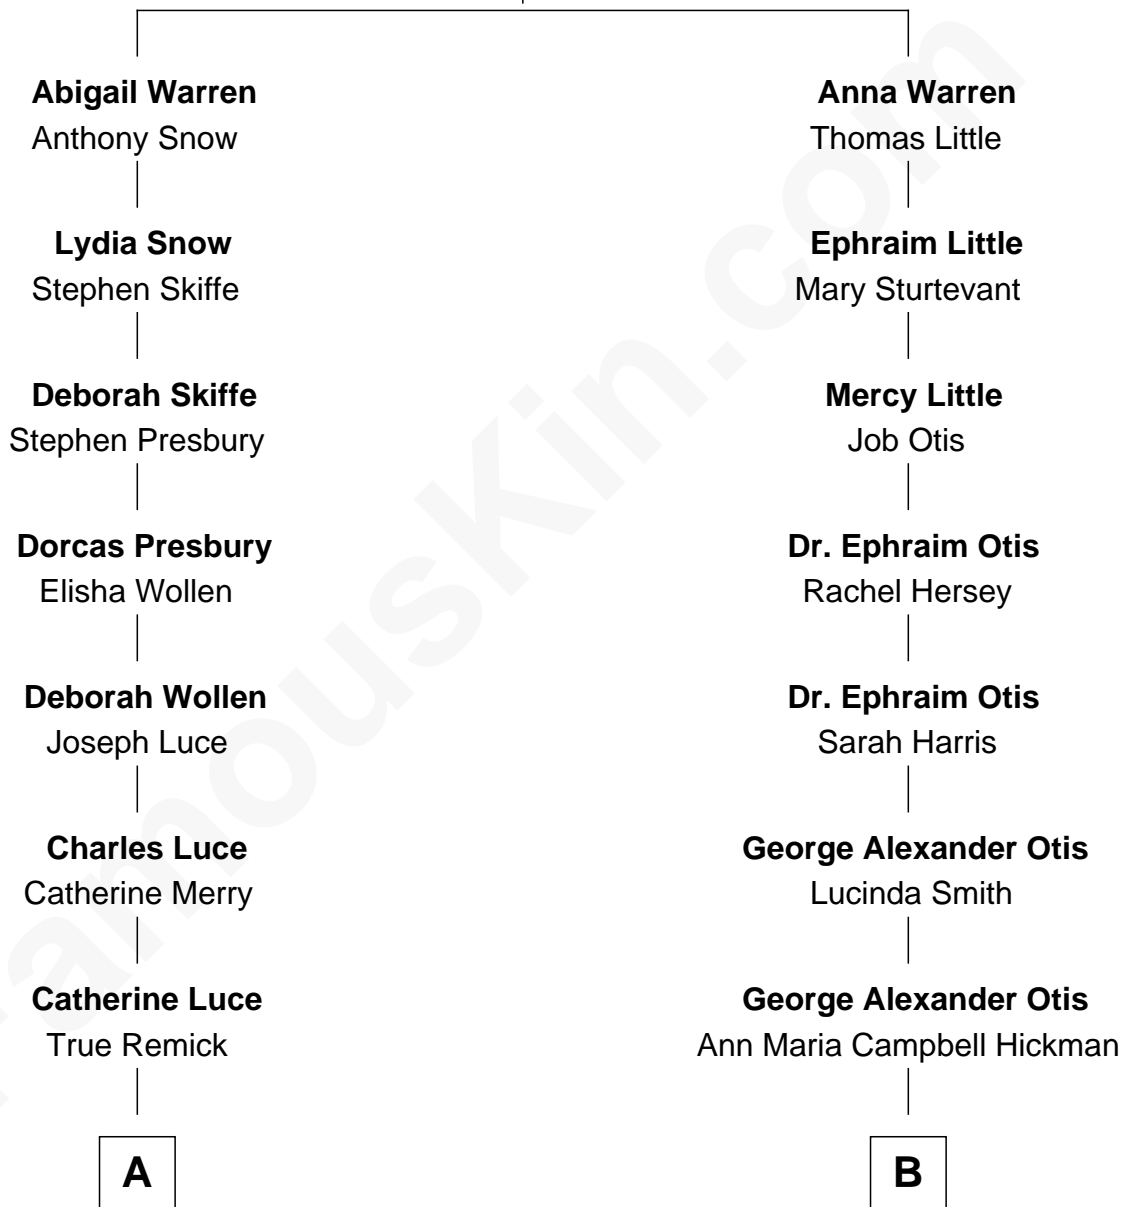 Abigail Warren
Anthony Snow
Lydia Snow
Stephen Skiffe
Deborah Skiffe
Stephen Presbury
Dorcas Presbury
Elisha Wollen
Deborah Wollen
Joseph Luce
Charles Luce
Catherine Merry
Catherine Luce
True Remick
A
Anna Warren
Thomas Little
Ephraim Little
Mary Sturtevant
Mercy Little
Job Otis
Dr. Ephraim Otis
Rachel Hersey
Dr. Ephraim Otis
Sarah Harris
George Alexander Otis
Lucinda Smith
George Alexander Otis
Ann Maria Campbell Hickman
B
FamousKin.com